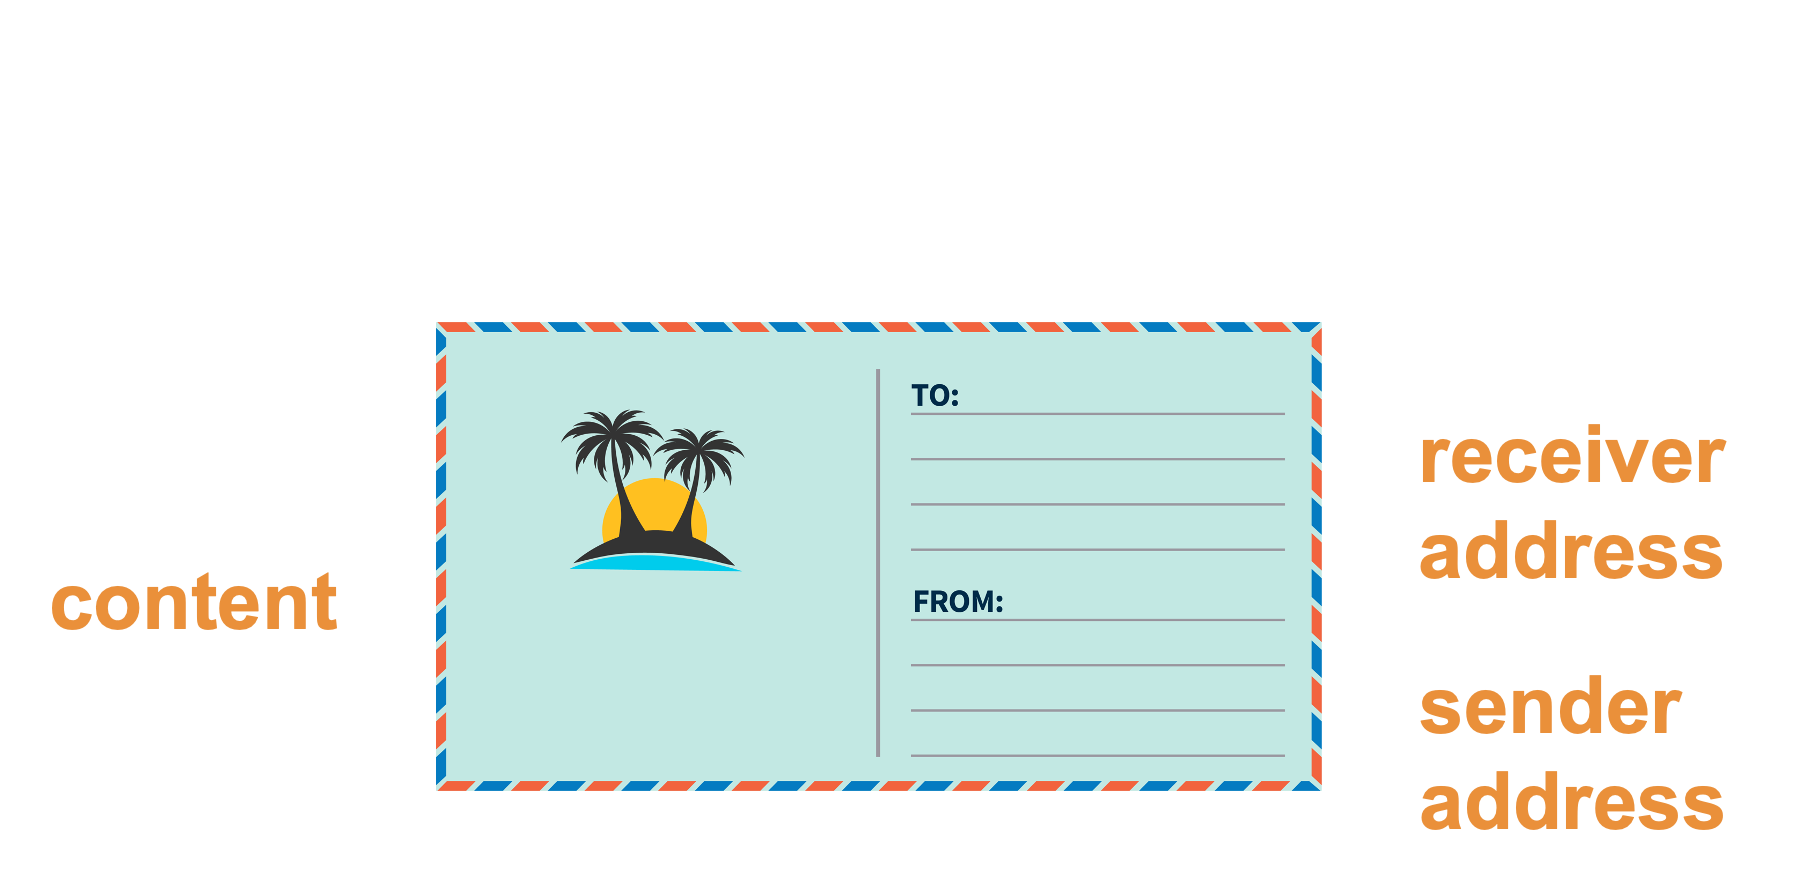 content
TO:
FROM:
receiver
address
sender
address